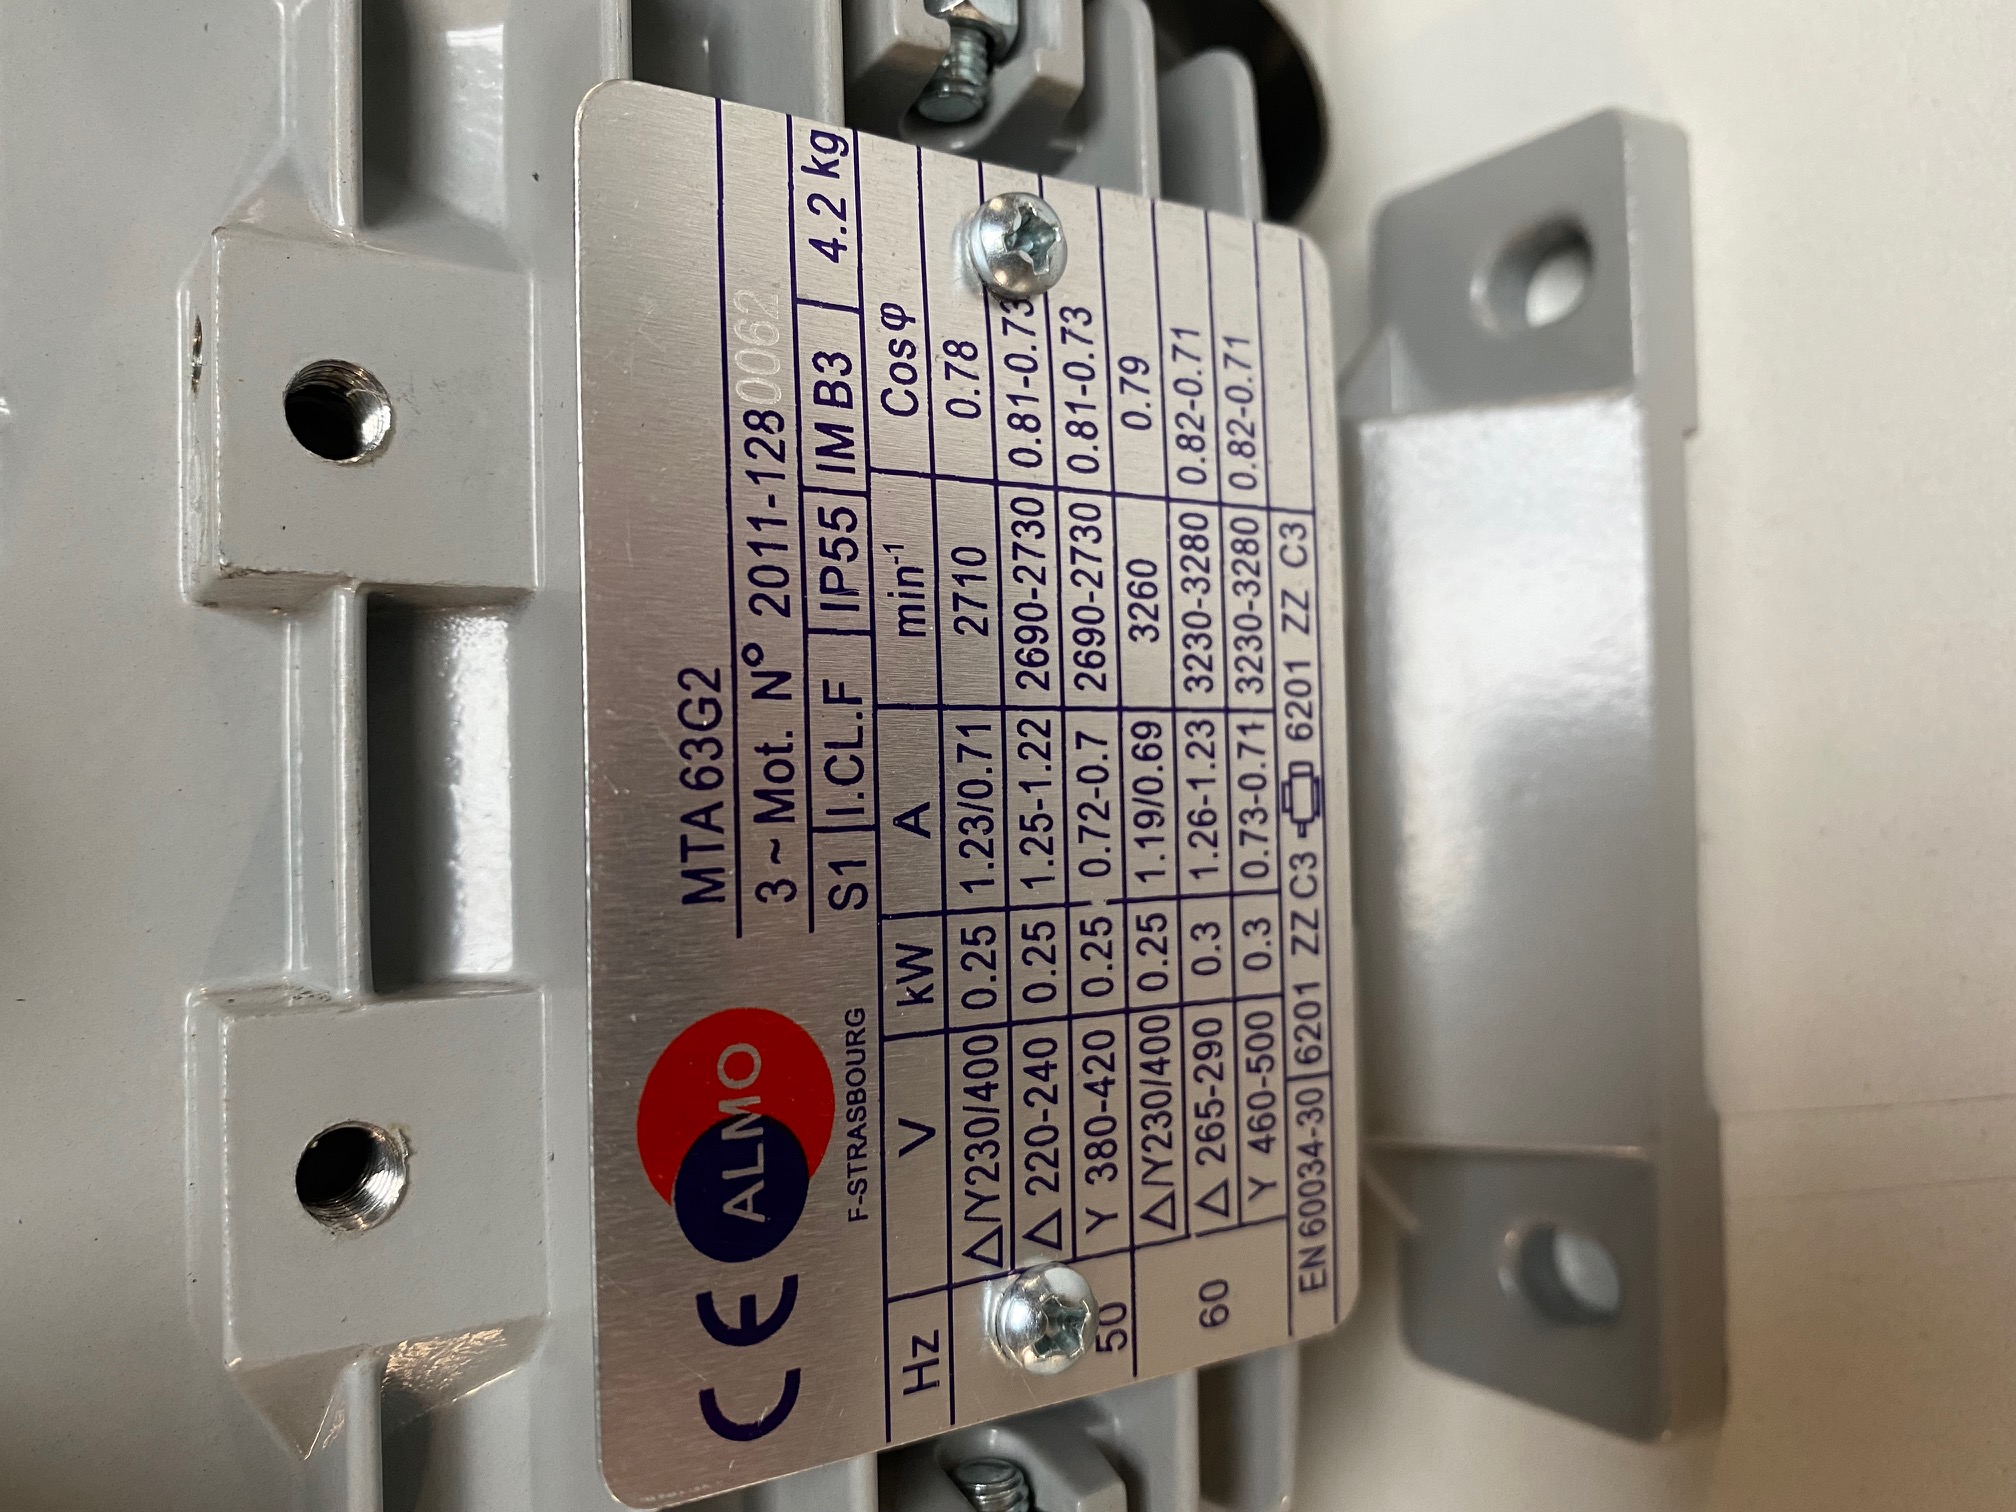 CE ALMO
F-STRASBOURG
MTA63G2
3~Mot. N° 2011-1280062
S1 I.CL.F IP55 IM B3 4.2 kg
Hz V kW A min⁻¹ Cosφ
Δ/Y230/400 0.25 1.23/0.71 2710 0.78
Δ 220-240 0.25 1.25-1.22 2690-2730 0.81-0.73
50 Y 380-420 0.25 0.72-0.7 2690-2730 0.81-0.73
Δ/Y230/400 0.25 1.19/0.69 3260 0.79
60 Δ 265-290 0.3 1.26-1.23 3230-3280 0.82-0.71
Y 460-500 0.3 0.73-0.71 3230-3280 0.82-0.71
EN60034-30 6201 ZZ C3 6201 ZZ C3